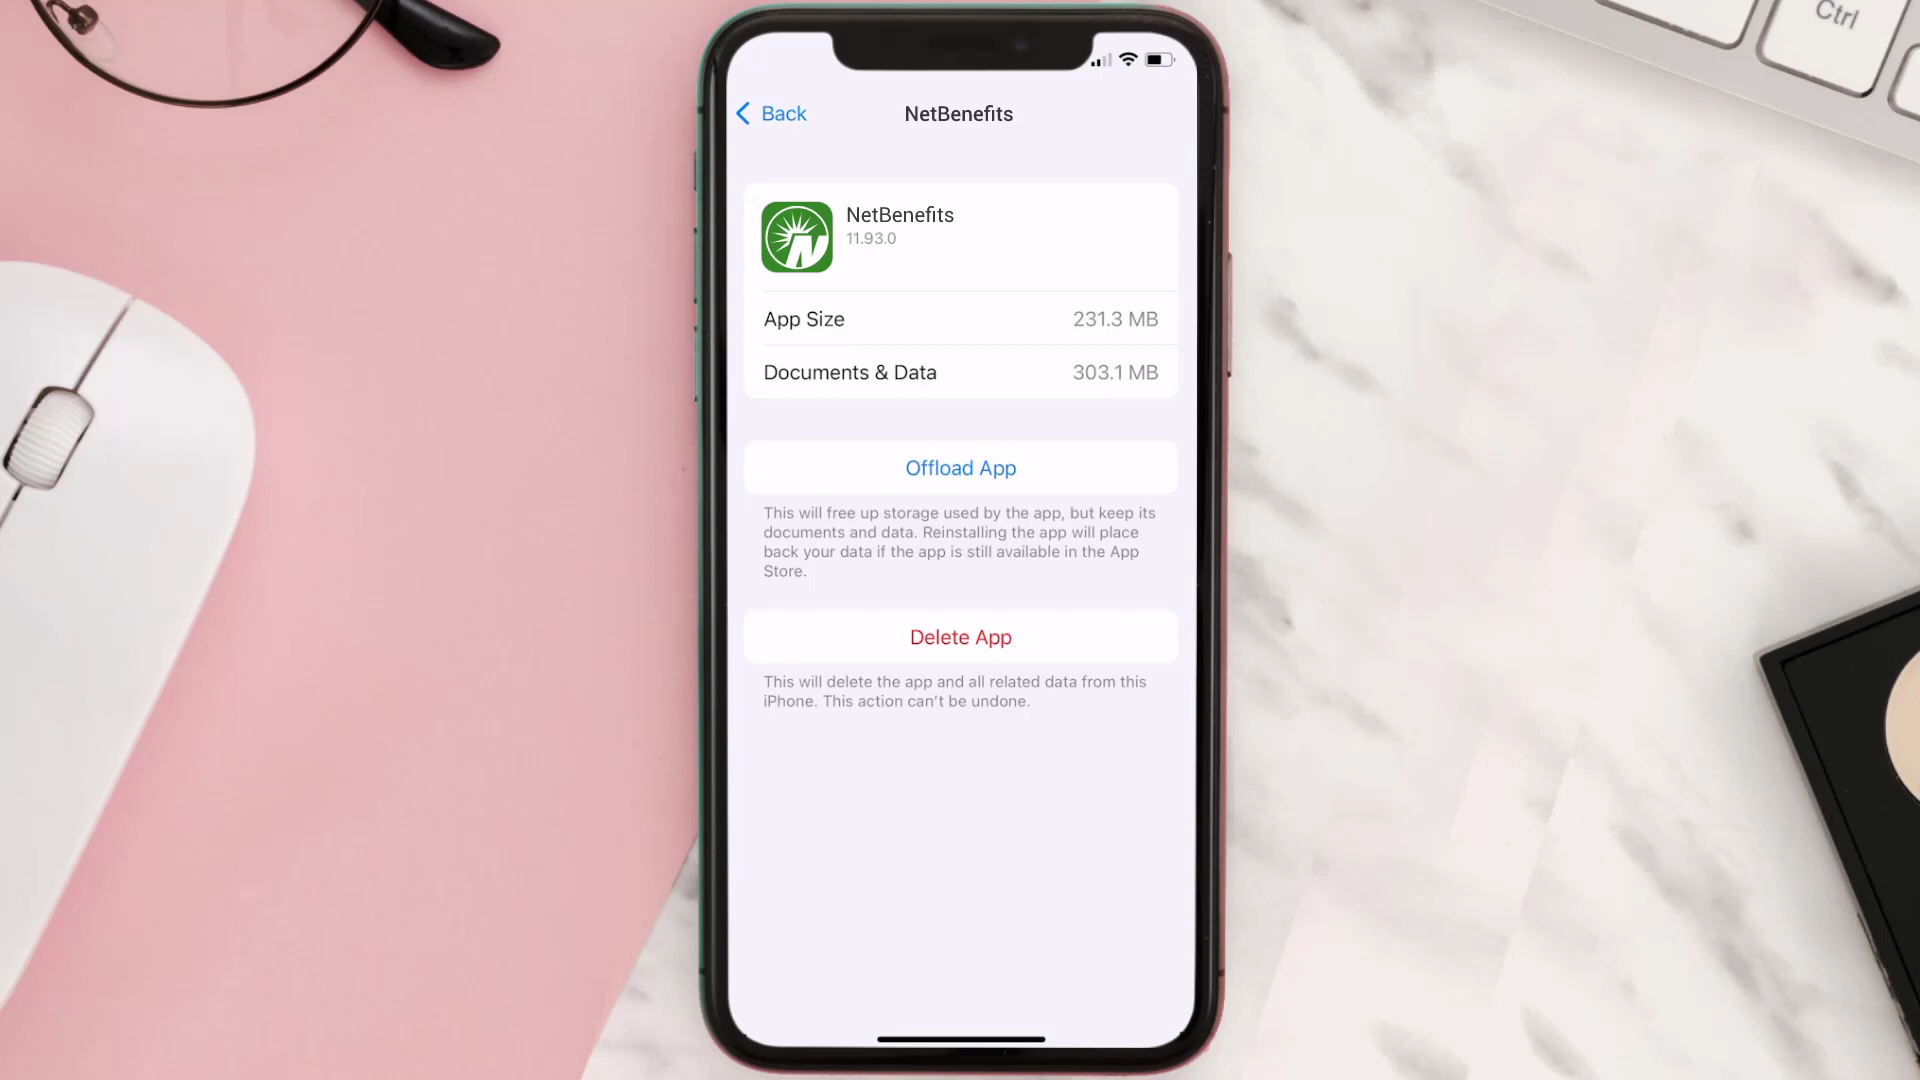 Ctrl
Back
NetBenefits
NetBenefits
11.93.0
App Size
231.3 MB
Documents & Data
303.1 MB
Offload App
This will free up storage used by the app, but keep its
documents and data. Reinstalling the app will place
back your data if the app is still available in the App
Store.
Delete App
This will delete the app and all related data from this
iPhone. This action can't be undone.